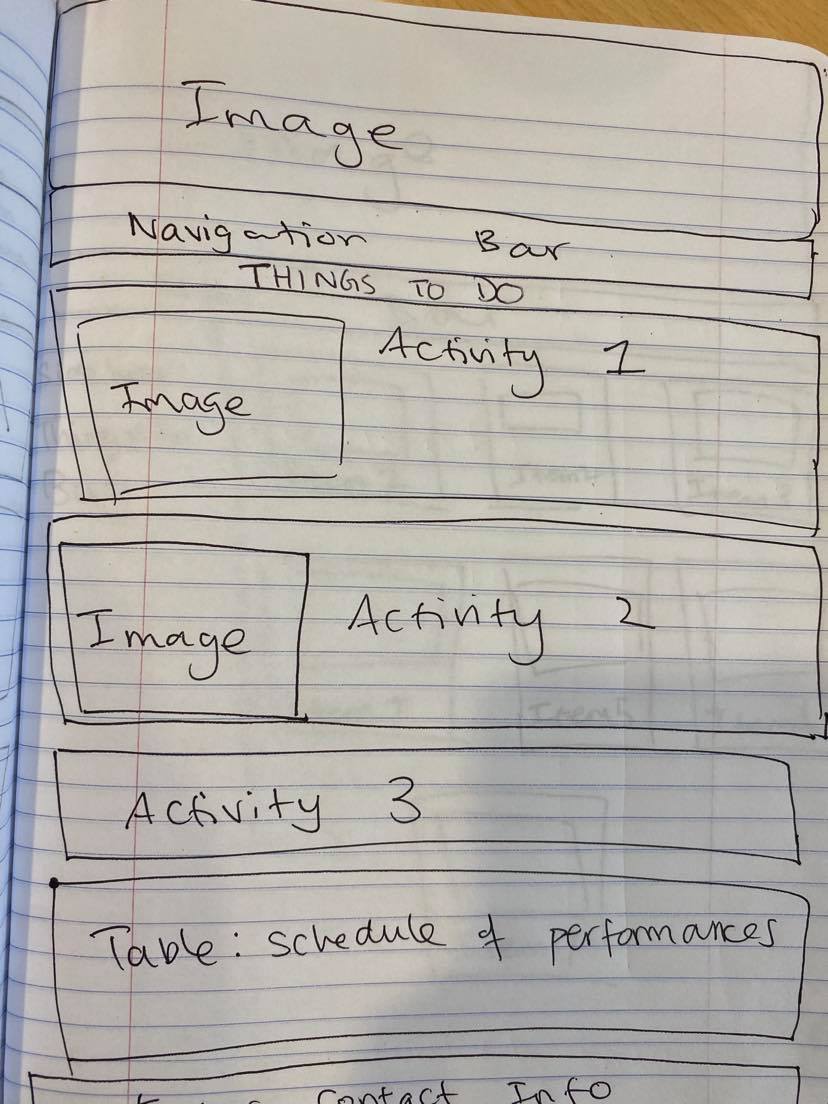 Image
Navigation Bar
THINGS TO DO
Activity 1
Image
Activity 2
Image
Activity 3
Table: schedule of performances
Contact Info